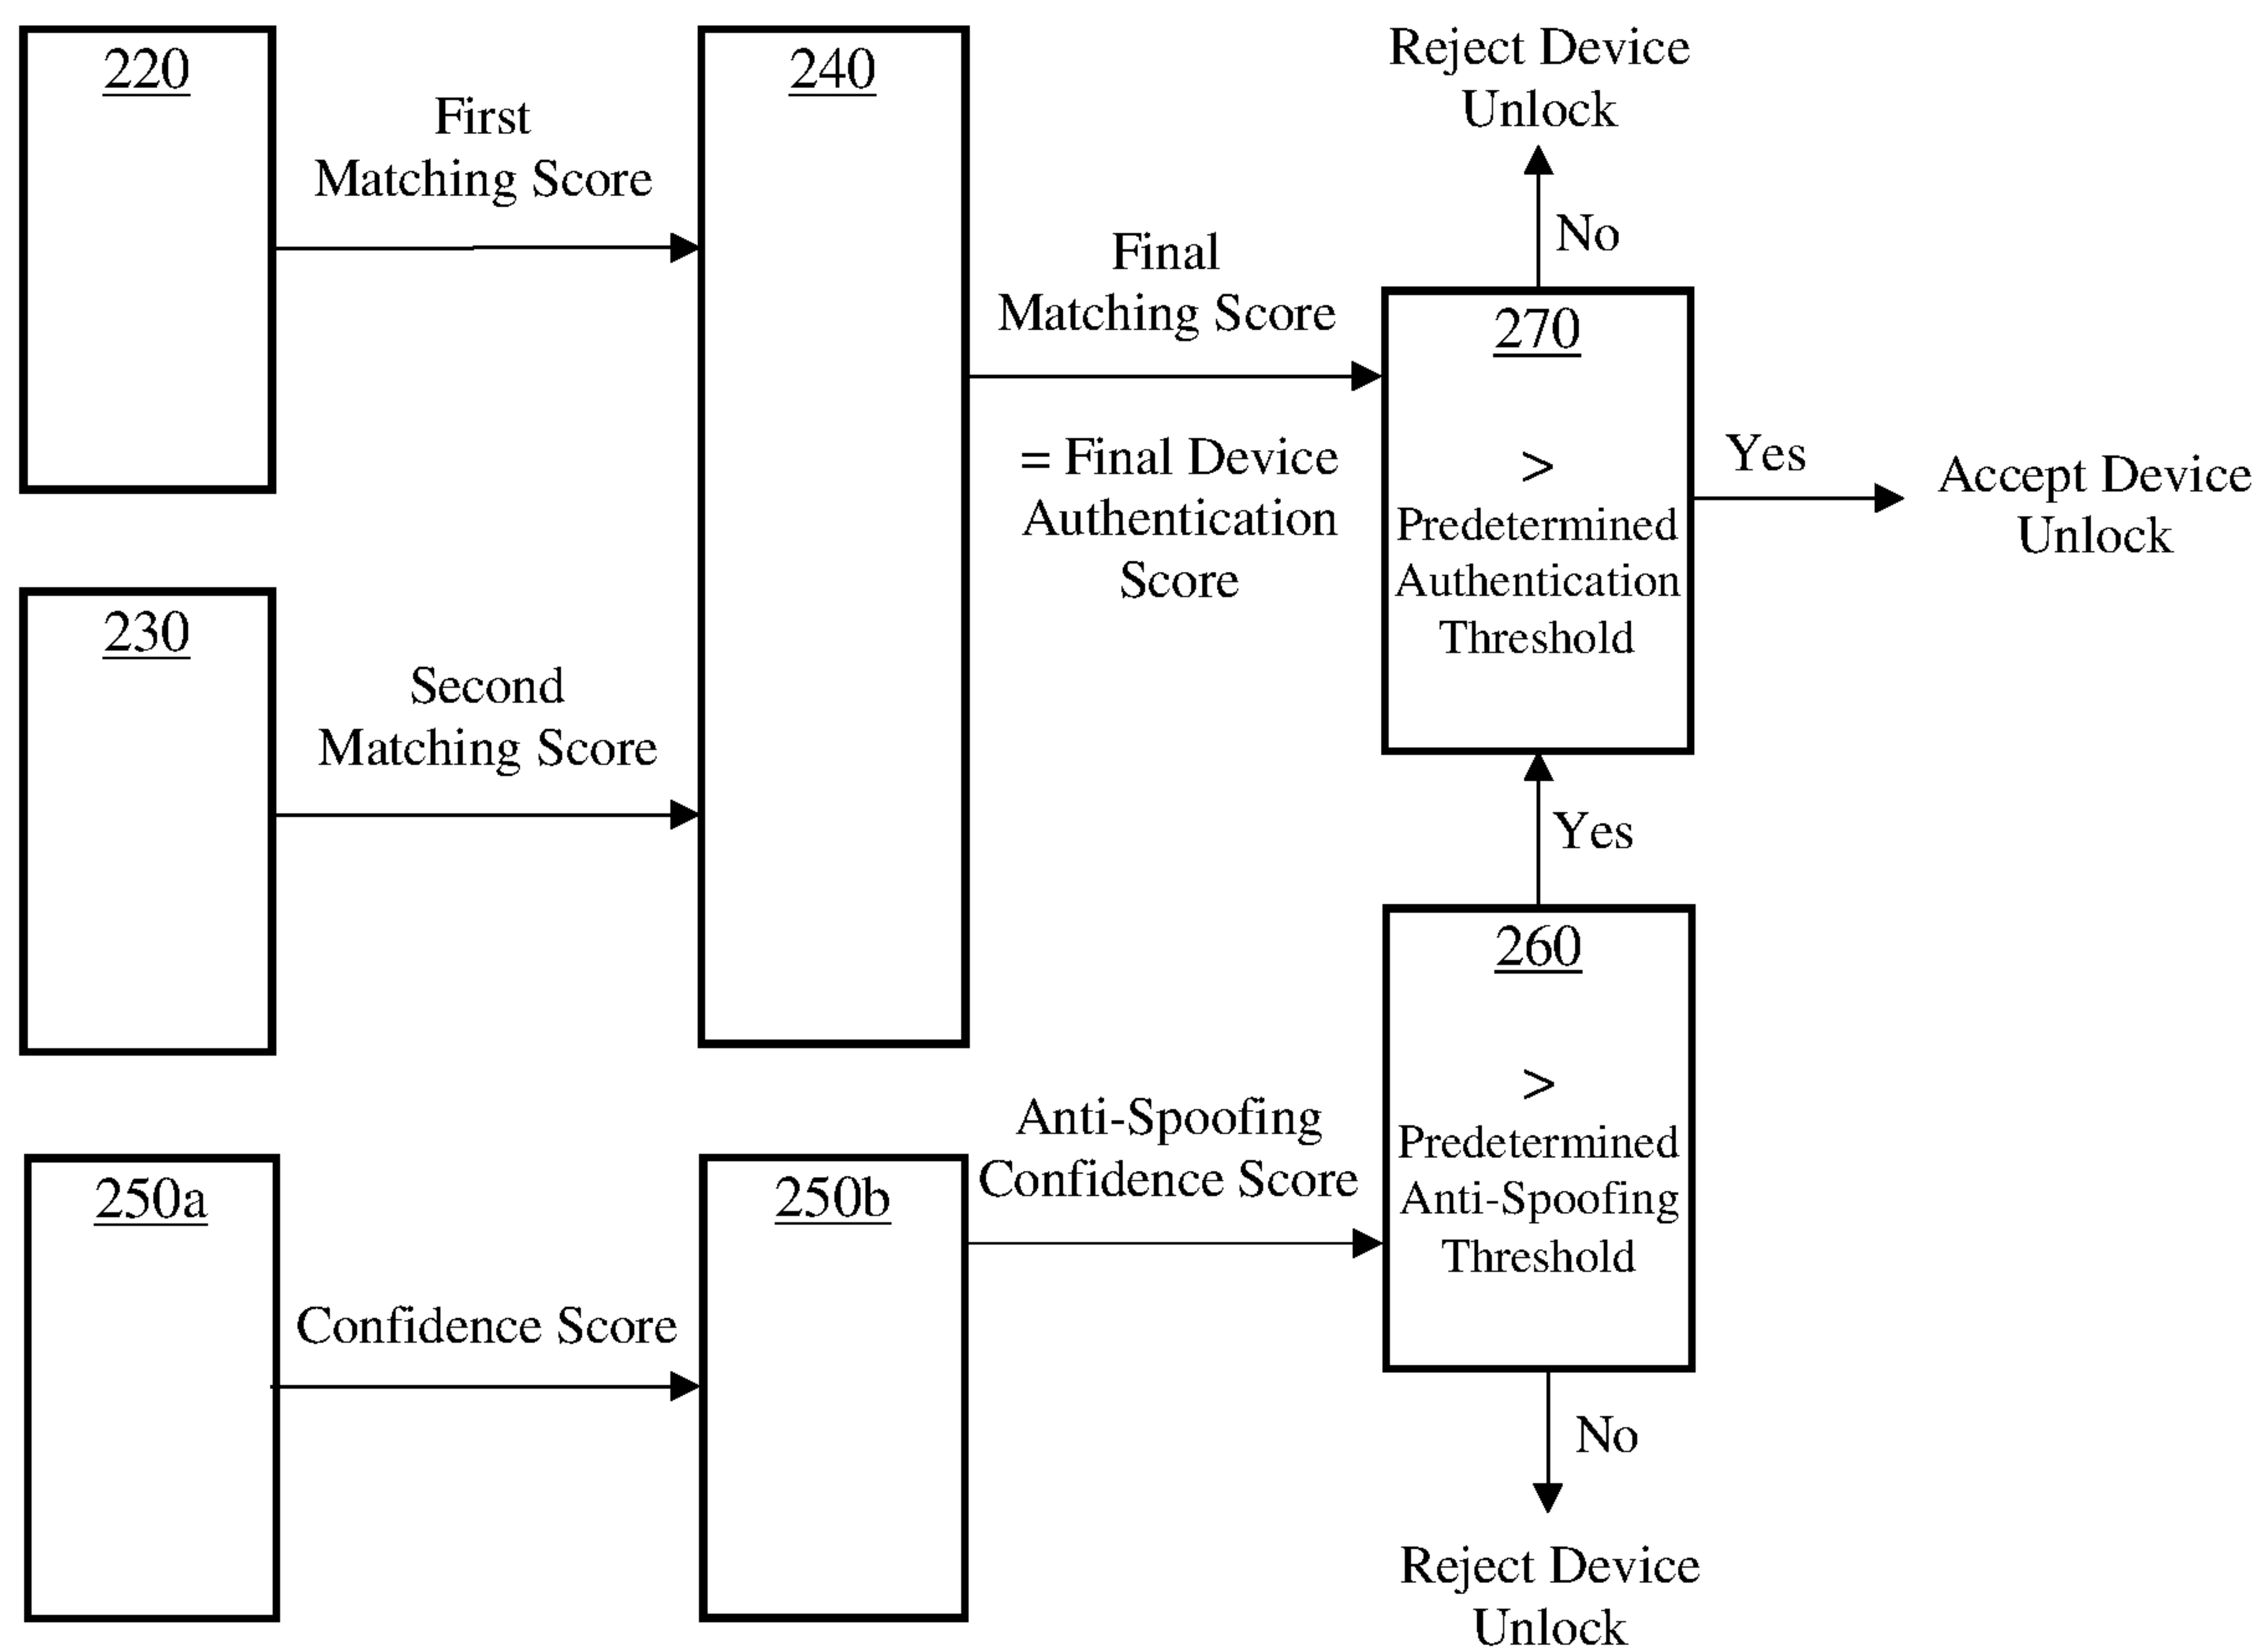 220
First
Matching Score
230
Second
Matching Score
250a
Confidence Score
240
250b
Final
Matching Score
= Final Device
Authentication
Score
Anti-Spoofing
Confidence Score
Reject Device
Unlock
No
270
>
Predetermined
Authentication
Threshold
Yes
Accept Device
Unlock
Yes
260
>
Predetermined
Anti-Spoofing
Threshold
No
Reject Device
Unlock